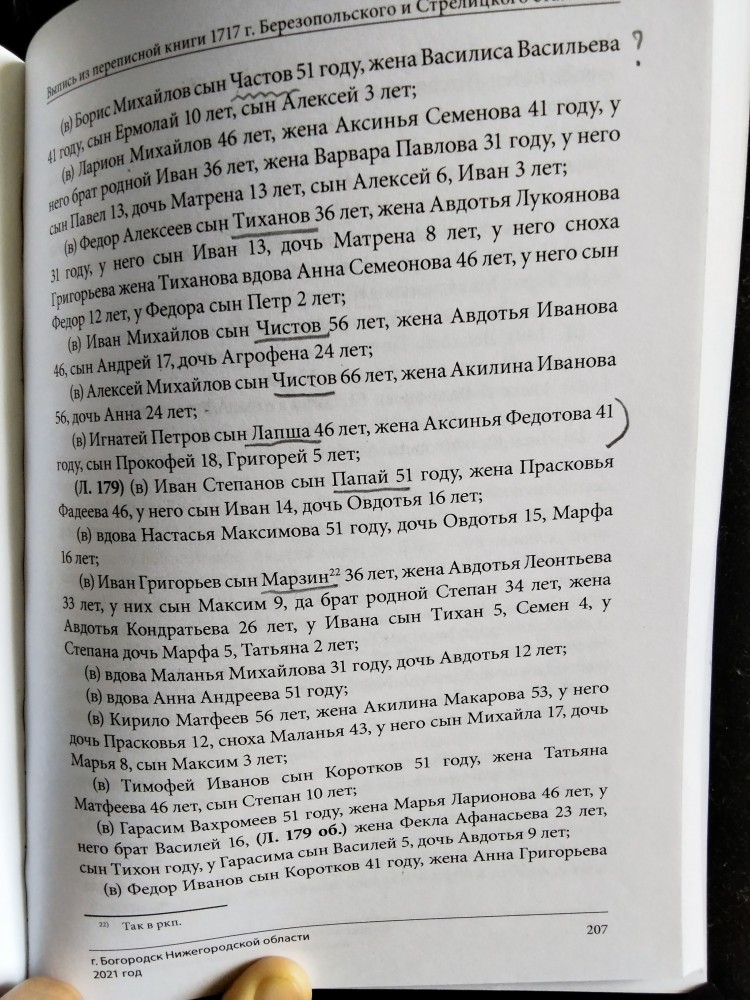 Выпись из переписной книги 1717 г. Березопольского и Стрелицкого
(в) Борис Михайлов сын Частов 51 году, жена Василиса Васильева ?
41 году, сын Ермолай 10 лет, сын Алексей 3 лет;
(в) Ларион Михайлов 46 лет, жена Аксинья Семенова 41 году, у
него брат родной Иван 36 лет, жена Варвара Павлова 31 году, у него
сын Павел 13, дочь Матрена 13 лет, сын Алексей 6, Иван 3 лет;
(в) Федор Алексеев сын Тиханов 36 лет, жена Авдотья Лукоянова
31 году, у него сын Иван 13, дочь Матрена 8 лет, у него сноха
Григорьева жена Тиханова вдова Анна Семеонова 46 лет, у него сын
Федор 12 лет, у Федора сын Петр 2 лет;
(в) Иван Михайлов сын Чистов 56 лет, жена Авдотья Иванова
46, сын Андрей 17, дочь Агрофена 24 лет;
(в) Алексей Михайлов сын Чистов 66 лет, жена Акилина Иванова
56, дочь Анна 24 лет;
(в) Игнатей Петров сын Лапша 46 лет, жена Аксинья Федотова 41
году, сын Прокофей 18, Григорей 5 лет;
(Л. 179) (в) Иван Степанов сын Папай 51 году, жена Прасковья
Фадеева 46, у него сын Иван 14, дочь Овдотья 16 лет;
(в) вдова Настасья Максимова 51 году, дочь Овдотья 15, Марфа
16 лет;
(в) Иван Григорьев сын Марзин²² 36 лет, жена Авдотья Леонтьева
33 лет, у них сын Максим 9, да брат родной Степан 34 лет, жена
Авдотья Кондратьева 26 лет, у Ивана сын Тихан 5, Семен 4, у
Степана дочь Марфа 5, Татьяна 2 лет;
(в) вдова Маланья Михайлова 31 году, дочь Авдотья 12 лет;
(в) вдова Анна Андреева 51 году;
(в) Кирило Матфеев 56 лет, жена Акилина Макарова 53, у него
дочь Прасковья 12, сноха Маланья 43, у него сын Михайла 17, дочь
Марья 8, сын Максим 3 лет;
(в) Тимофей Иванов сын Коротков 51 году, жена Татьяна
Матфеева 46 лет, сын Степан 10 лет;
(в) Гарасим Вахромеев 51 году, жена Марья Ларионова 46 лет, у
него брат Василей 16, (Л. 179 об.) жена Фекла Афанасьева 23 лет,
сын Тихон году, у Гарасима сын Василей 5, дочь Авдотья 9 лет;
(в) Федор Иванов сын Коротков 41 году, жена Анна Григорьева
22) Так в ркп.
г. Богородск Нижегородской области
2021 год
207